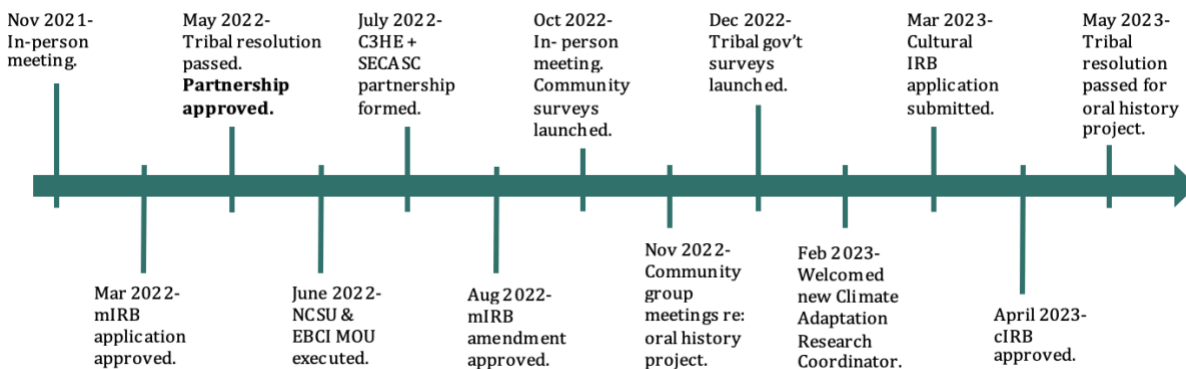 Nov 2021-
In-person
meeting.
May 2022-
Tribal resolution
passed.
Partnership
approved.
July 2022-
C3HE +
SECASC
partnership
formed.
Oct 2022-
In- person
meeting.
Community
surveys
launched.
Dec 2022-
Tribal gov't
surveys
launched.
Mar 2023-
Cultural
IRB
application
submitted.
May 2023-
Tribal
resolution
passed for
oral history
project.
Mar 2022-
mIRB
application
approved.
June 2022-
NCSU &
EBCI MOU
executed.
Aug 2022-
mIRB
amendment
approved.
Nov 2022-
Community
group
meetings re:
oral history
project.
Feb 2023-
Welcomed
new Climate
Adaptation
Research
Coordinator.
April 2023-
cIRB
approved.